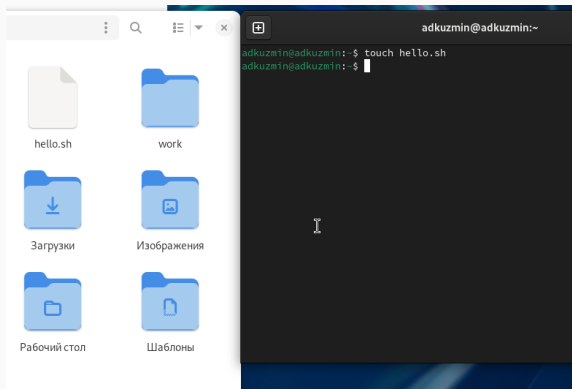 hello.sh
work
Загрузки
Изображения
Рабочий стол
Шаблоны
adkuzmin@adkuzmin:~
adkuzmin@adkuzmin:~$ touch hello.sh
adkuzmin@adkuzmin:~$